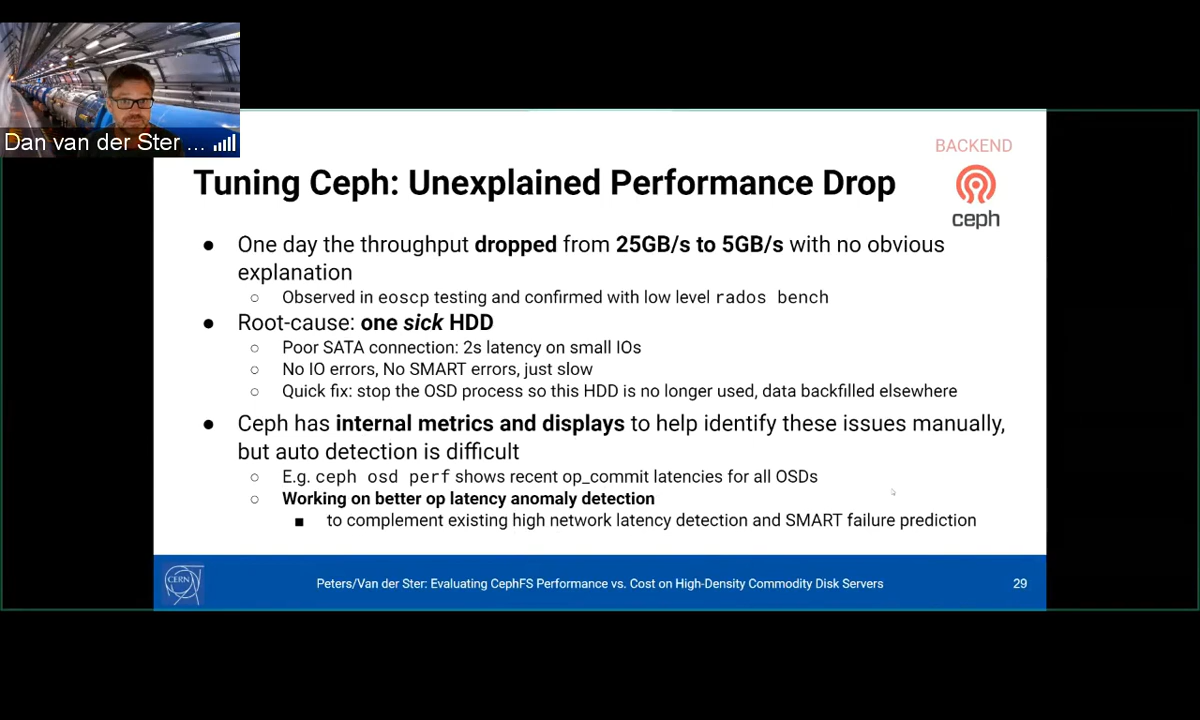 Dan van der Ster ...
BACKEND
Tuning Ceph: Unexplained Performance Drop
ceph
● One day the throughput dropped from 25GB/s to 5GB/s with no obvious
explanation
○ Observed in eoscp testing and confirmed with low level rados bench
● Root-cause: one sick HDD
○ Poor SATA connection: 2s latency on small IOs
○ No IO errors, No SMART errors, just slow
○ Quick fix: stop the OSD process so this HDD is no longer used, data backfilled elsewhere
● Ceph has internal metrics and displays to help identify these issues manually,
but auto detection is difficult
○ E.g. ceph osd perf shows recent op_commit latencies for all OSDs
○ Working on better op latency anomaly detection
■ to complement existing high network latency detection and SMART failure prediction
CERN
Peters/Van der Ster: Evaluating CephFS Performance vs. Cost on High-Density Commodity Disk Servers
29